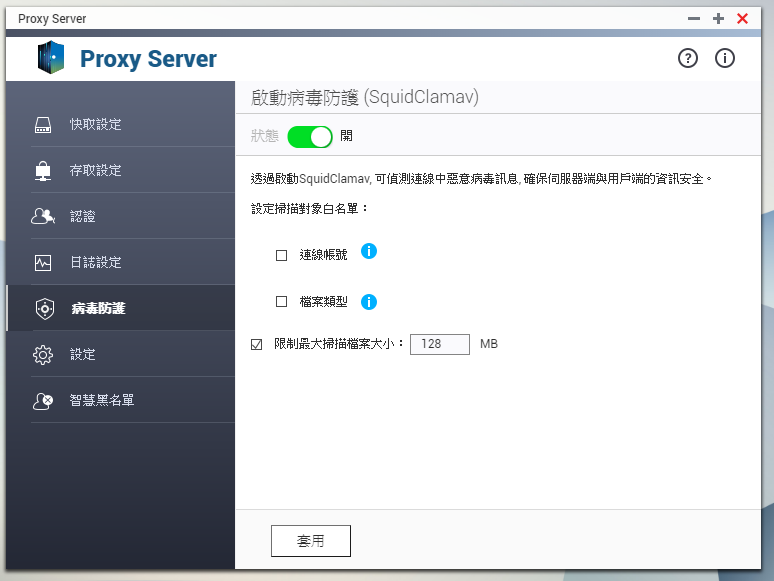 Proxy Server
Proxy Server
快取設定
存取設定
認證
日誌設定
病毒防護
設定
智慧黑名單
啟動病毒防護 (SquidClamav)
狀態 開
透過啟動SquidClamav, 可偵測連線中惡意病毒訊息, 確保伺服器端與用戶端的資訊安全。
設定掃描對象白名單：
連線帳號
檔案類型
限制最大掃描檔案大小： 128 MB
套用